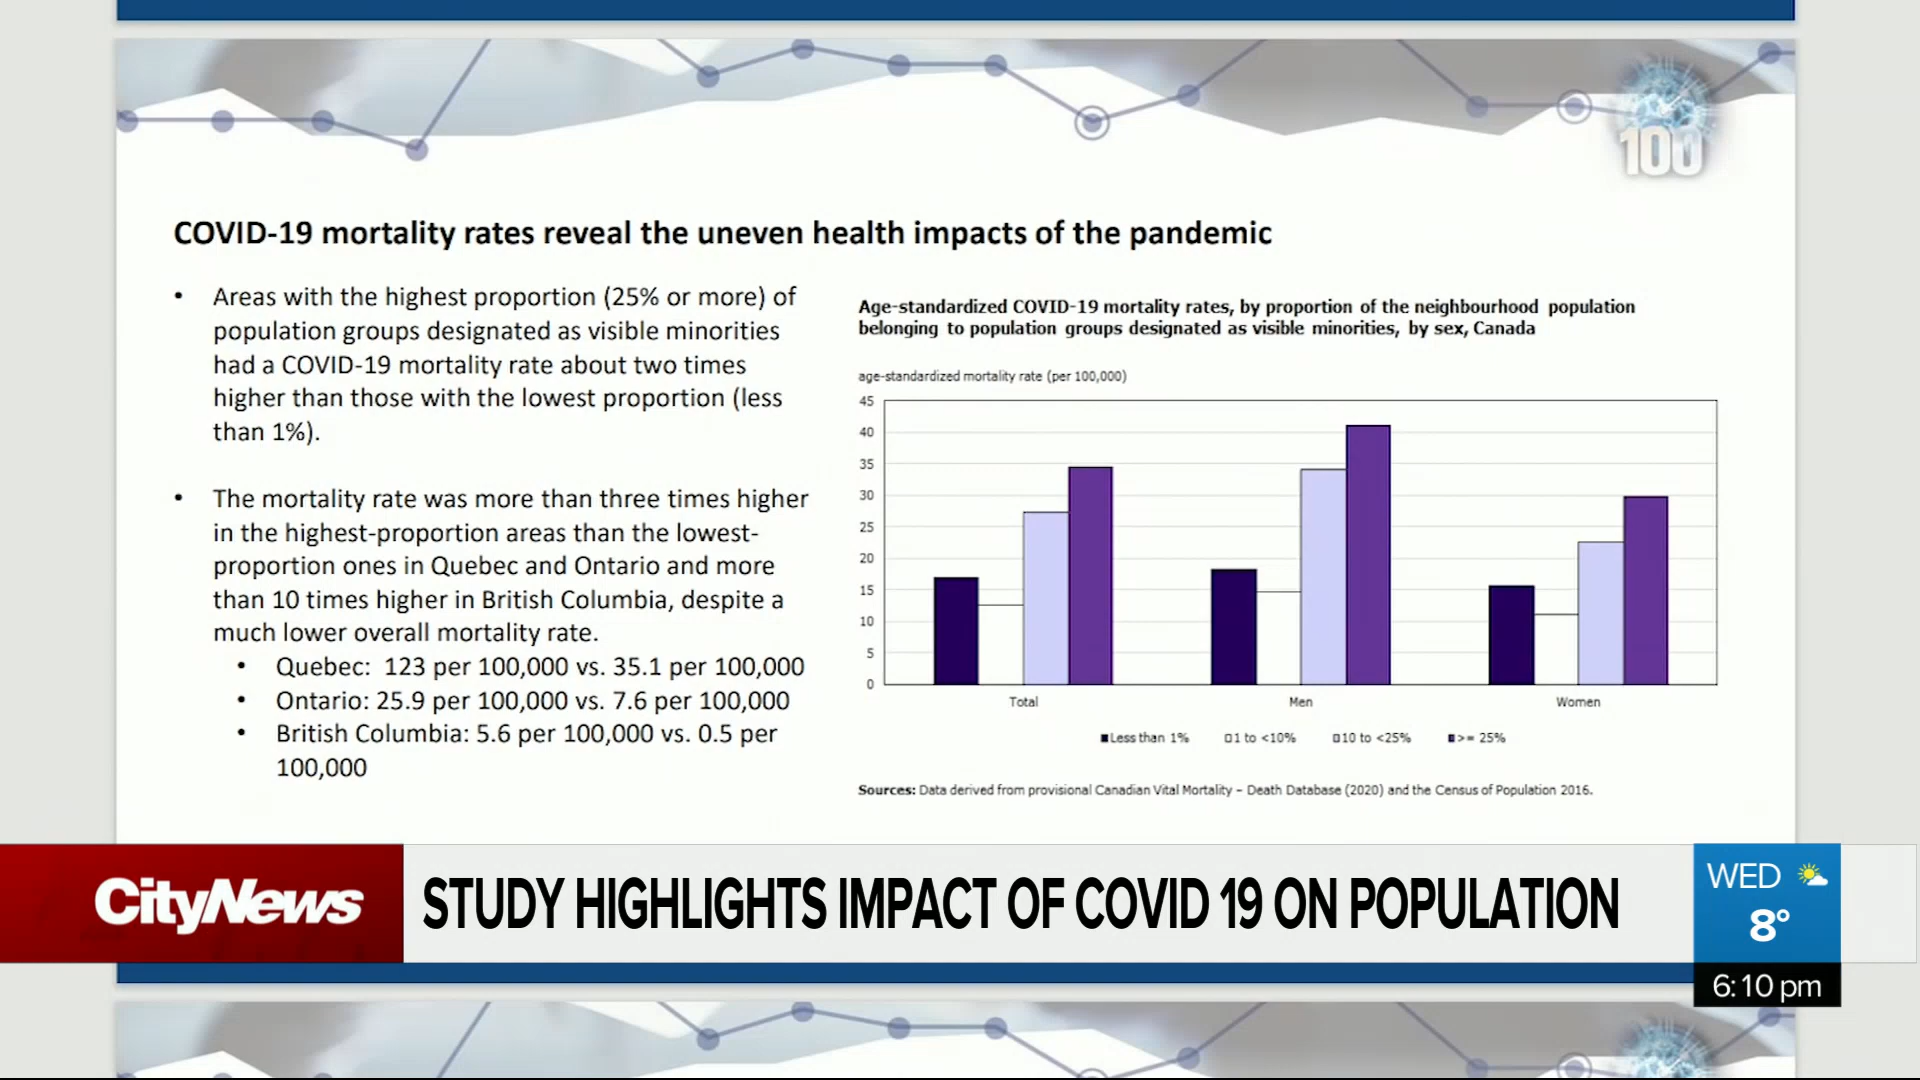 100
COVID-19 mortality rates reveal the uneven health impacts of the pandemic
• Areas with the highest proportion (25% or more) of
population groups designated as visible minorities
had a COVID-19 mortality rate about two times
higher than those with the lowest proportion (less
than 1%).
• The mortality rate was more than three times higher
in the highest-proportion areas than the lowest-
proportion ones in Quebec and Ontario and more
than 10 times higher in British Columbia, despite a
much lower overall mortality rate.
• Quebec: 123 per 100,000 vs. 35.1 per 100,000
• Ontario: 25.9 per 100,000 vs. 7.6 per 100,000
• British Columbia: 5.6 per 100,000 vs. 0.5 per
100,000
Age-standardized COVID-19 mortality rates, by proportion of the neighbourhood population
belonging to population groups designated as visible minorities, by sex, Canada
age-standardized mortality rate (per 100,000)
45
40
35
30
25
20
15
10
5
0
Total Men Women
Less than 1% 1 to <10% 10 to <25% >= 25%
Sources: Data derived from provisional Canadian Vital Mortality – Death Database (2020) and the Census of Population 2016.
CityNews
STUDY HIGHLIGHTS IMPACT OF COVID 19 ON POPULATION
WED
8°
6:10 pm